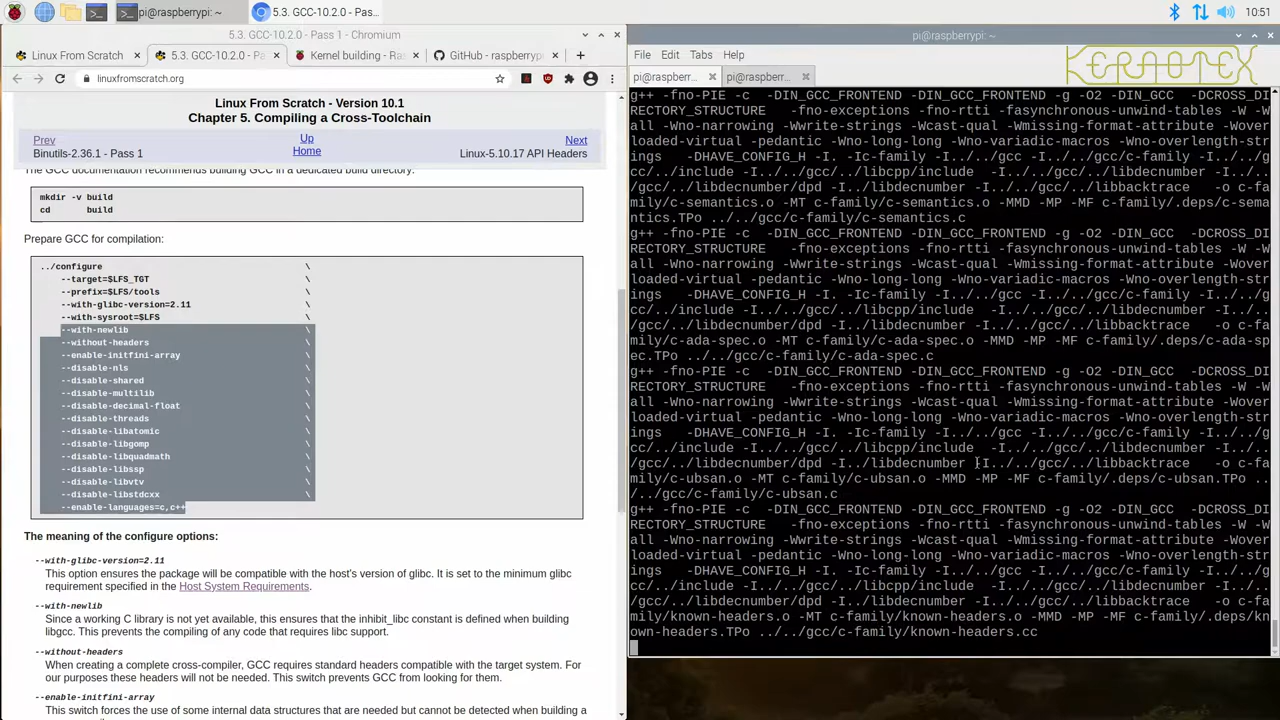 pi@raspberrypi: ~
5.3. GCC-10.2.0 - Pas...
10:51
5.3. GCC-10.2.0 - Pass 1 - Chromium
Linux From Scratch
5.3. GCC-10.2.0 - Pa
Kernel building - Ras
GitHub - raspberryp
linuxfromscratch.org
Linux From Scratch - Version 10.1
Chapter 5. Compiling a Cross-Toolchain
Prev
Up
Next
Binutils-2.36.1 - Pass 1
Home
Linux-5.10.17 API Headers
The GCC documentation recommends building GCC in a dedicated build directory:
mkdir -v build
cd       build
Prepare GCC for compilation:
../configure                                       \
    --target=$LFS_TGT                              \
    --prefix=$LFS/tools                            \
    --with-glibc-version=2.11                      \
    --with-sysroot=$LFS                            \
    --with-newlib                                  \
    --without-headers                              \
    --enable-initfini-array                        \
    --disable-nls                                  \
    --disable-shared                               \
    --disable-multilib                             \
    --disable-decimal-float                        \
    --disable-threads                              \
    --disable-libatomic                            \
    --disable-libgomp                              \
    --disable-libquadmath                          \
    --disable-libssp                               \
    --disable-libvtv                               \
    --disable-libstdcxx                            \
    --enable-languages=c,c++
The meaning of the configure options:
--with-glibc-version=2.11
This option ensures the package will be compatible with the host's version of glibc. It is set to the minimum glibc
requirement specified in the Host System Requirements.
--with-newlib
Since a working C library is not yet available, this ensures that the inhibit_libc constant is defined when building
libgcc. This prevents the compiling of any code that requires libc support.
--without-headers
When creating a complete cross-compiler, GCC requires standard headers compatible with the target system. For
our purposes these headers will not be needed. This switch prevents GCC from looking for them.
--enable-initfini-array
This switch forces the use of some internal data structures that are needed but cannot be detected when building a
pi@raspberrypi: ~
File Edit Tabs Help
pi@raspberr...
pi@raspberr...
g++ -fno-PIE -c  -DIN_GCC_FRONTEND -DIN_GCC_FRONTEND -g -O2 -DIN_GCC  -DCROSS_DI
RECTORY_STRUCTURE   -fno-exceptions -fno-rtti -fasynchronous-unwind-tables -W -W
all -Wno-narrowing -Wwrite-strings -Wcast-qual -Wmissing-format-attribute -Wover
loaded-virtual -pedantic -Wno-long-long -Wno-variadic-macros -Wno-overlength-str
ings   -DHAVE_CONFIG_H -I. -Ic-family -I../../gcc -I../../gcc/c-family -I../../g
cc/../include -I../../gcc/../libcpp/include  -I../../gcc/../libdecnumber -I../..
/gcc/../libdecnumber/dpd -I../libdecnumber -I../../gcc/../libbacktrace   -o c-fa
mily/c-semantics.o -MT c-family/c-semantics.o -MMD -MP -MF c-family/.deps/c-sema
ntics.TPo ../../gcc/c-family/c-semantics.c
g++ -fno-PIE -c  -DIN_GCC_FRONTEND -DIN_GCC_FRONTEND -g -O2 -DIN_GCC  -DCROSS_DI
RECTORY_STRUCTURE   -fno-exceptions -fno-rtti -fasynchronous-unwind-tables -W -W
all -Wno-narrowing -Wwrite-strings -Wcast-qual -Wmissing-format-attribute -Wover
loaded-virtual -pedantic -Wno-long-long -Wno-variadic-macros -Wno-overlength-str
ings   -DHAVE_CONFIG_H -I. -Ic-family -I../../gcc -I../../gcc/c-family -I../../g
cc/../include -I../../gcc/../libcpp/include  -I../../gcc/../libdecnumber -I../..
/gcc/../libdecnumber/dpd -I../libdecnumber -I../../gcc/../libbacktrace   -o c-fa
mily/c-ada-spec.o -MT c-family/c-ada-spec.o -MMD -MP -MF c-family/.deps/c-ada-sp
ec.TPo ../../gcc/c-family/c-ada-spec.c
g++ -fno-PIE -c  -DIN_GCC_FRONTEND -DIN_GCC_FRONTEND -g -O2 -DIN_GCC  -DCROSS_DI
RECTORY_STRUCTURE   -fno-exceptions -fno-rtti -fasynchronous-unwind-tables -W -W
all -Wno-narrowing -Wwrite-strings -Wcast-qual -Wmissing-format-attribute -Wover
loaded-virtual -pedantic -Wno-long-long -Wno-variadic-macros -Wno-overlength-str
ings   -DHAVE_CONFIG_H -I. -Ic-family -I../../gcc -I../../gcc/c-family -I../../g
cc/../include -I../../gcc/../libcpp/include  -I../../gcc/../libdecnumber -I../..
/gcc/../libdecnumber/dpd -I../libdecnumber -I../../gcc/../libbacktrace   -o c-fa
mily/c-ubsan.o -MT c-family/c-ubsan.o -MMD -MP -MF c-family/.deps/c-ubsan.TPo ..
/../gcc/c-family/c-ubsan.c
g++ -fno-PIE -c  -DIN_GCC_FRONTEND -DIN_GCC_FRONTEND -g -O2 -DIN_GCC  -DCROSS_DI
RECTORY_STRUCTURE   -fno-exceptions -fno-rtti -fasynchronous-unwind-tables -W -W
all -Wno-narrowing -Wwrite-strings -Wcast-qual -Wmissing-format-attribute -Wover
loaded-virtual -pedantic -Wno-long-long -Wno-variadic-macros -Wno-overlength-str
ings   -DHAVE_CONFIG_H -I. -Ic-family -I../../gcc -I../../gcc/c-family -I../../g
cc/../include -I../../gcc/../libcpp/include  -I../../gcc/../libdecnumber -I../..
/gcc/../libdecnumber/dpd -I../libdecnumber -I../../gcc/../libbacktrace   -o c-fa
mily/known-headers.o -MT c-family/known-headers.o -MMD -MP -MF c-family/.deps/kn
own-headers.TPo ../../gcc/c-family/known-headers.cc